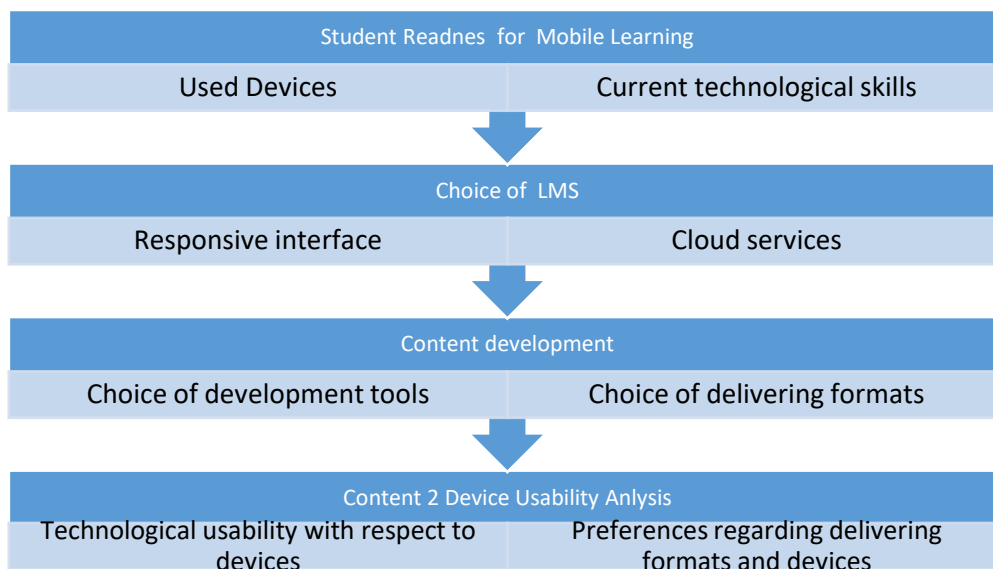 Student Readnes for Mobile Learning
Used Devices
Current technological skills
Choice of LMS
Responsive interface
Cloud services
Content development
Choice of development tools
Choice of delivering formats
Content 2 Device Usability Anlysis
Technological usability with respect to
devices
Preferences regarding delivering
formats and devices